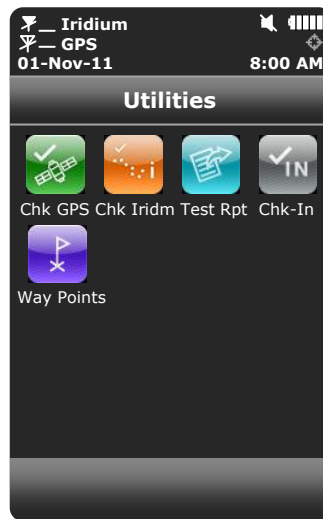 Iridium
GPS
01-Nov-11 8:00 AM
Utilities
Chk GPS Chk Iridm Test Rpt Chk-In
i IN
Way Points